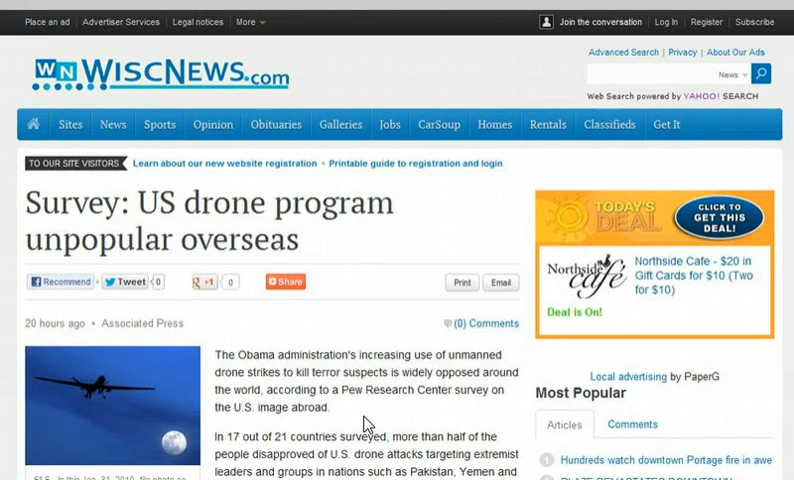 Place an ad Advertiser Services Legal notices More Join the conversation Log In Register Subscribe
WN WISCNEWS.com
Advanced Search | Privacy | About Our Ads
News
Web Search powered by YAHOO! SEARCH
Sites News Sports Opinion Obituaries Galleries Jobs CarSoup Homes Rentals Classifieds Get It
TO OUR SITE VISITORS Learn about our new website registration • Printable guide to registration and login
Survey: US drone program
unpopular overseas
Recommend Tweet 0 g +1 0 Share Print Email
20 hours ago • Associated Press (0) Comments
The Obama administration's increasing use of unmanned
drone strikes to kill terror suspects is widely opposed around
the world, according to a Pew Research Center survey on
the U.S. image abroad.
In 17 out of 21 countries surveyed, more than half of the
people disapproved of U.S. drone attacks targeting extremist
leaders and groups in nations such as Pakistan, Yemen and
TODAY'S
DEAL
CLICK TO
GET THIS
DEAL!
Northside
café
Northside Cafe - $20 in
Gift Cards for $10 (Two
for $10)
Deal is On!
Local advertising by PaperG
Most Popular
Articles Comments
1 Hundreds watch downtown Portage fire in awe